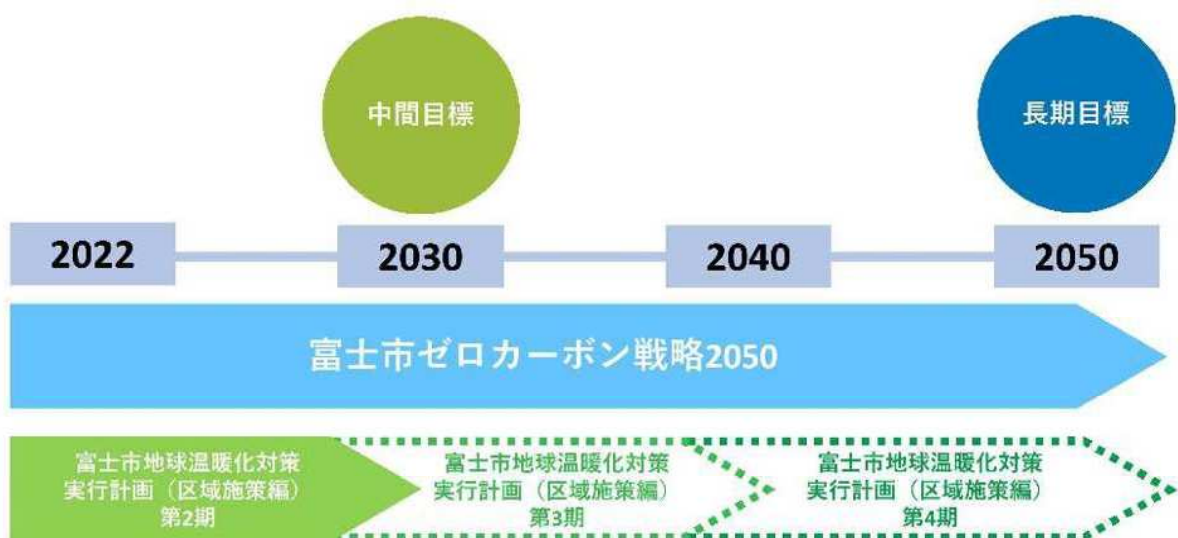 中間目標
長期目標
2022
2030
2040
2050
富士市ゼロカーボン戦略2050
富士市地球温暖化対策
実行計画（区域施策編）
第2期
富士市地球温暖化対策
実行計画（区域施策編）
第3期
富士市地球温暖化対策
実行計画（区域施策編）
第4期